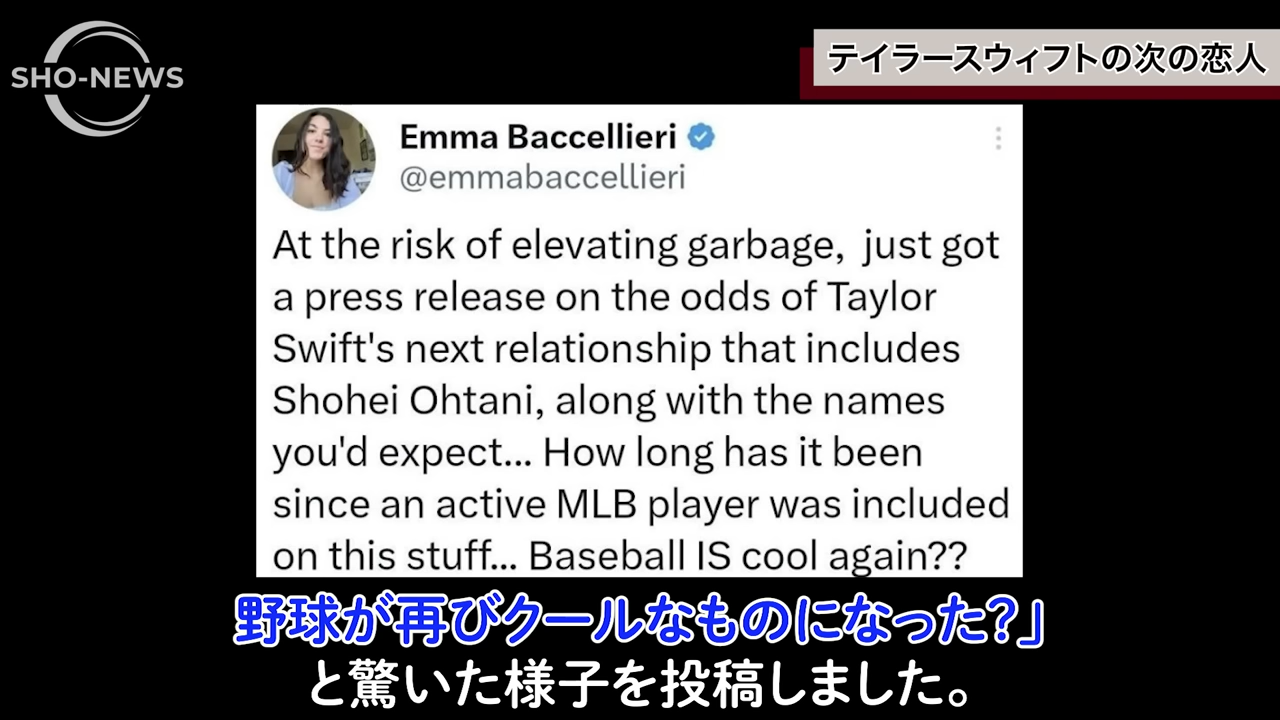 SHO-NEWS
テイラースウィフトの次の恋人
Emma Baccellieri
@emmabaccellieri
At the risk of elevating garbage, just got
a press release on the odds of Taylor
Swift's next relationship that includes
Shohei Ohtani, along with the names
you'd expect... How long has it been
since an active MLB player was included
on this stuff... Baseball IS cool again??
野球が再びクールなものになった?」
と驚いた様子を投稿しました。